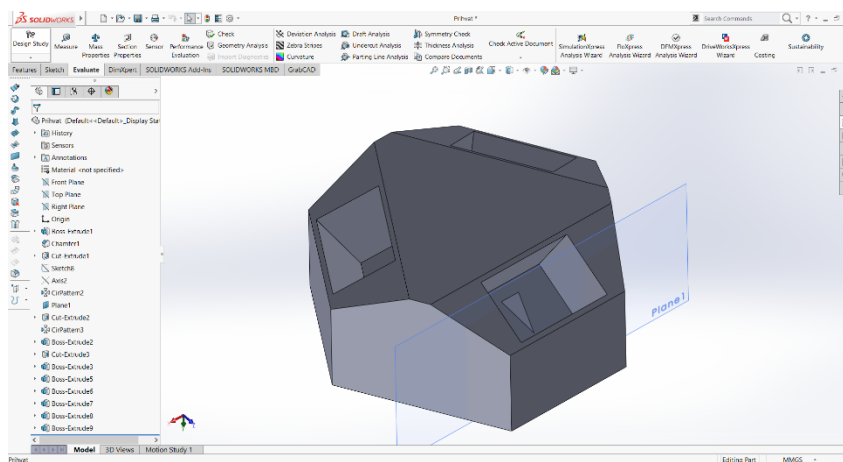 SOLIDWORKS
Prihvat *
Search Commands
Design Study
Measure
Mass Properties
Section Properties
Sensor
Performance Evaluation
Check
Geometry Analysis
Import Diagnostics
Deviation Analysis
Zebra Stripes
Curvature
Draft Analysis
Undercut Analysis
Parting Line Analysis
Symmetry Check
Thickness Analysis
Compare Documents
Check Active Document
SimulationXpress Analysis Wizard
FloXpress Analysis Wizard
DFMXpress Analysis Wizard
DriveWorksXpress Wizard
Costing
Sustainability
Features
Sketch
Evaluate
DimXpert
SOLIDWORKS Add-Ins
SOLIDWORKS MBD
GrabCAD
Prihvat (Default<<Default>_Display Stat
History
Sensors
Annotations
Material <not specified>
Front Plane
Top Plane
Right Plane
Origin
Boss-Extrude1
Chamfer1
Cut-Extrude1
Sketch8
Axis2
CirPattern2
Plane1
Cut-Extrude2
CirPattern3
Boss-Extrude2
Cut-Extrude3
Boss-Extrude3
Boss-Extrude5
Boss-Extrude6
Boss-Extrude7
Boss-Extrude8
Boss-Extrude9
Plane1
Model
3D Views
Motion Study 1
Prihvat
Editing Part
MMGS